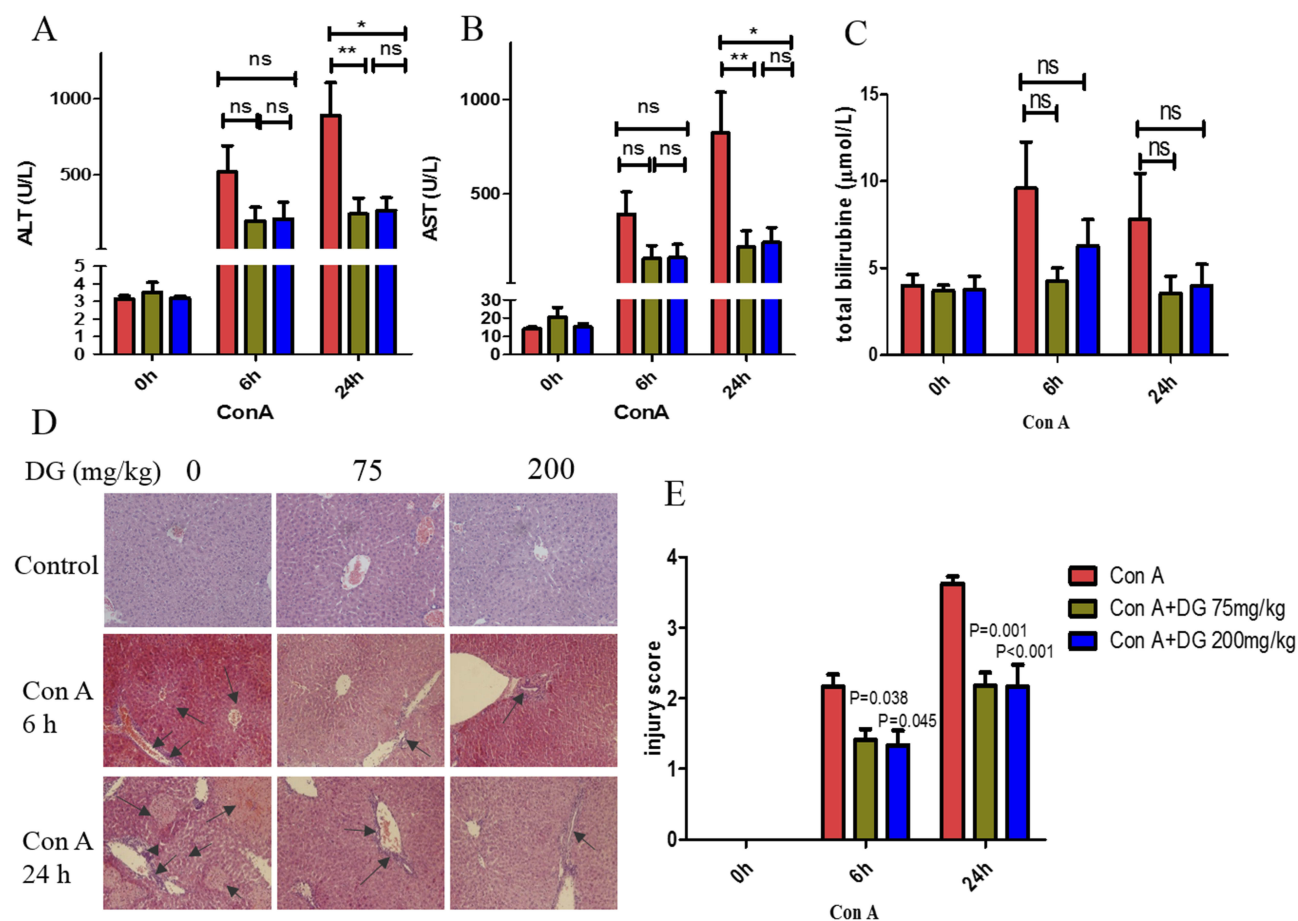 A
ALT (U/L)
1000
500
5
4
3
2
1
0
ns
ns
ns
*
**
ns
0h
6h
24h
ConA
B
AST (U/L)
1000
500
30
20
10
0
ns
ns
ns
*
**
ns
0h
6h
24h
ConA
C
total bilirubine (μmol/L)
15
10
5
0
ns
ns
ns
ns
0h
6h
24h
Con A
D
DG (mg/kg) 0 75 200
Control
Con A
6 h
Con A
24 h
E
injury score
4
3
2
1
0
P=0.038
P=0.045
P=0.001
P<0.001
0h
6h
24h
Con A
Con A
Con A+DG 75mg/kg
Con A+DG 200mg/kg